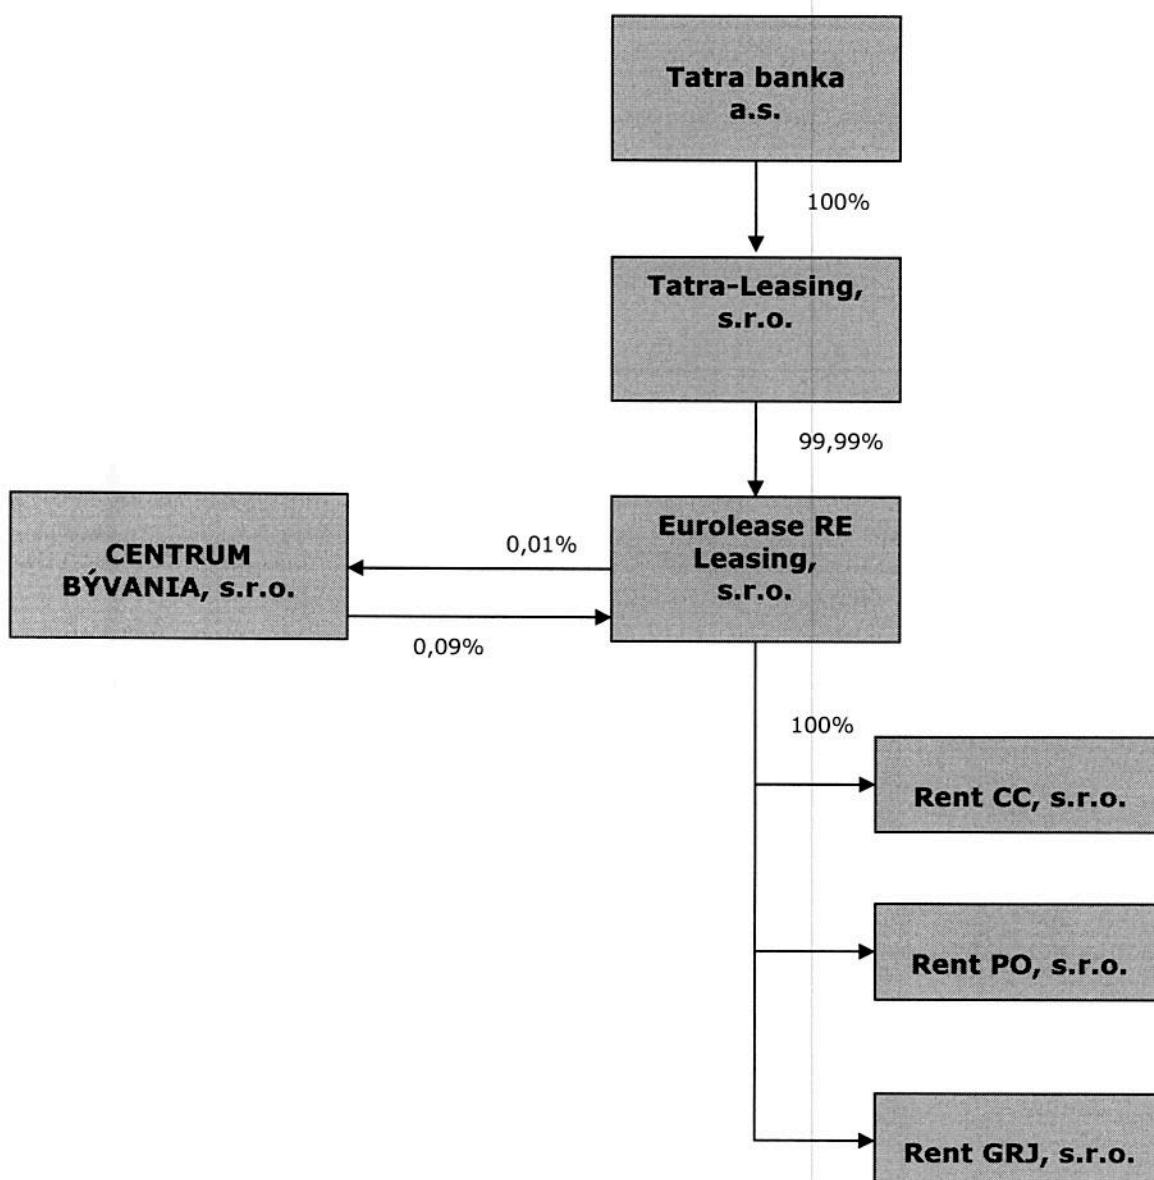 Tatra banka
a.s.
100%
Tatra-Leasing,
s.r.o.
99,99%
Eurolease RE
Leasing,
s.r.o.
0,01%
CENTRUM
BÝVANIA, s.r.o.
0,09%
100%
Rent CC, s.r.o.
Rent PO, s.r.o.
Rent GRJ, s.r.o.